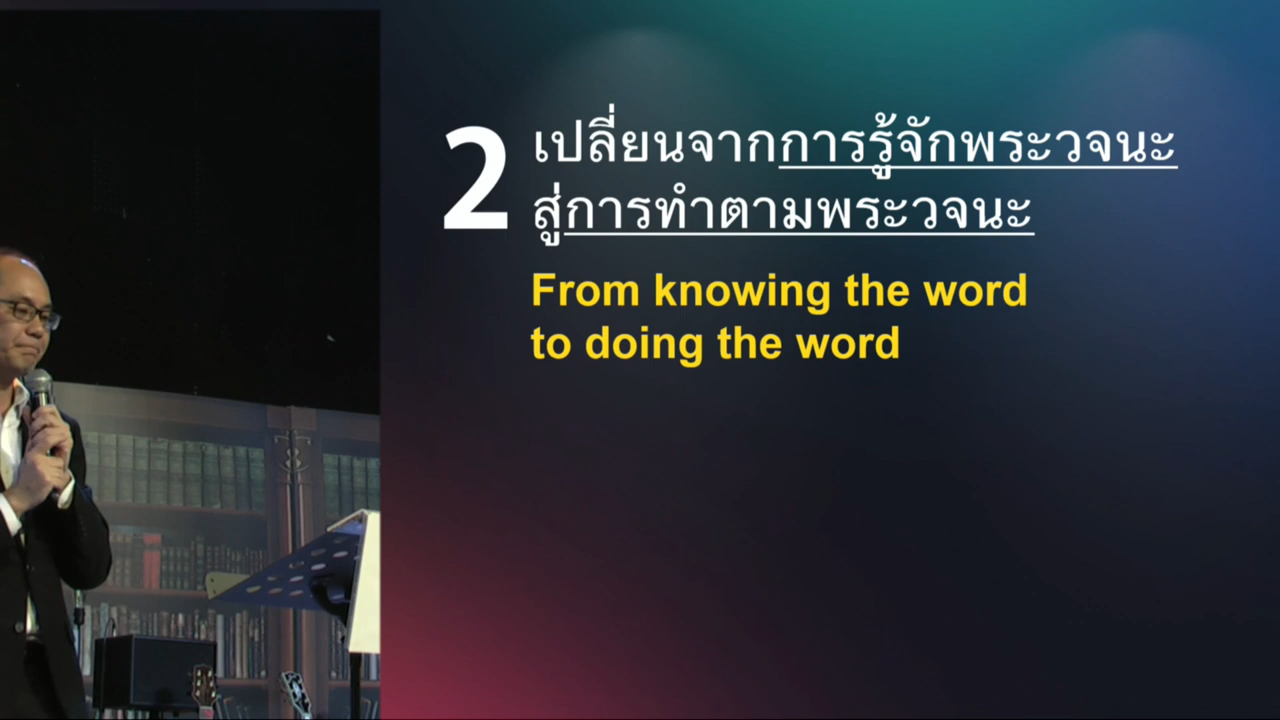 2 เปลี่ยนจากการรู้จักพระวจนะ
สู่การทำตามพระวจนะ
From knowing the word
to doing the word